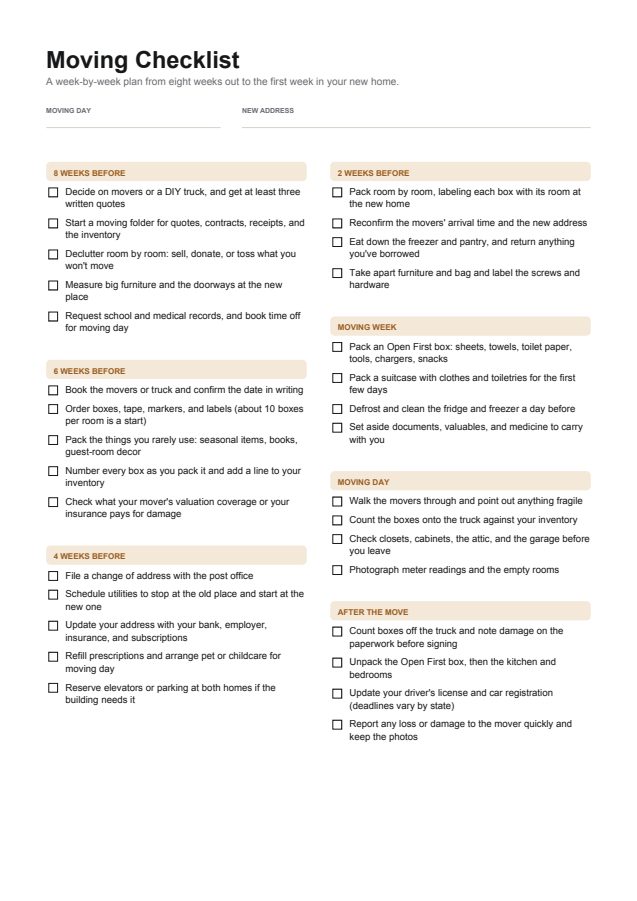 Moving Checklist
A week-by-week plan from eight weeks out to the first week in your new home.
MOVING DAY
NEW ADDRESS
8 WEEKS BEFORE
Decide on movers or a DIY truck, and get at least three
written quotes
Start a moving folder for quotes, contracts, receipts, and
the inventory
Declutter room by room: sell, donate, or toss what you
won't move
Measure big furniture and the doorways at the new
place
Request school and medical records, and book time off
for moving day
6 WEEKS BEFORE
Book the movers or truck and confirm the date in writing
Order boxes, tape, markers, and labels (about 10 boxes
per room is a start)
Pack the things you rarely use: seasonal items, books,
guest-room decor
Number every box as you pack it and add a line to your
inventory
Check what your mover's valuation coverage or your
insurance pays for damage
4 WEEKS BEFORE
File a change of address with the post office
Schedule utilities to stop at the old place and start at the
new one
Update your address with your bank, employer,
insurance, and subscriptions
Refill prescriptions and arrange pet or childcare for
moving day
Reserve elevators or parking at both homes if the
building needs it
2 WEEKS BEFORE
Pack room by room, labeling each box with its room at
the new home
Reconfirm the movers' arrival time and the new address
Eat down the freezer and pantry, and return anything
you've borrowed
Take apart furniture and bag and label the screws and
hardware
MOVING WEEK
Pack an Open First box: sheets, towels, toilet paper,
tools, chargers, snacks
Pack a suitcase with clothes and toiletries for the first
few days
Defrost and clean the fridge and freezer a day before
Set aside documents, valuables, and medicine to carry
with you
MOVING DAY
Walk the movers through and point out anything fragile
Count the boxes onto the truck against your inventory
Check closets, cabinets, the attic, and the garage before
you leave
Photograph meter readings and the empty rooms
AFTER THE MOVE
Count boxes off the truck and note damage on the
paperwork before signing
Unpack the Open First box, then the kitchen and
bedrooms
Update your driver's license and car registration
(deadlines vary by state)
Report any loss or damage to the mover quickly and
keep the photos